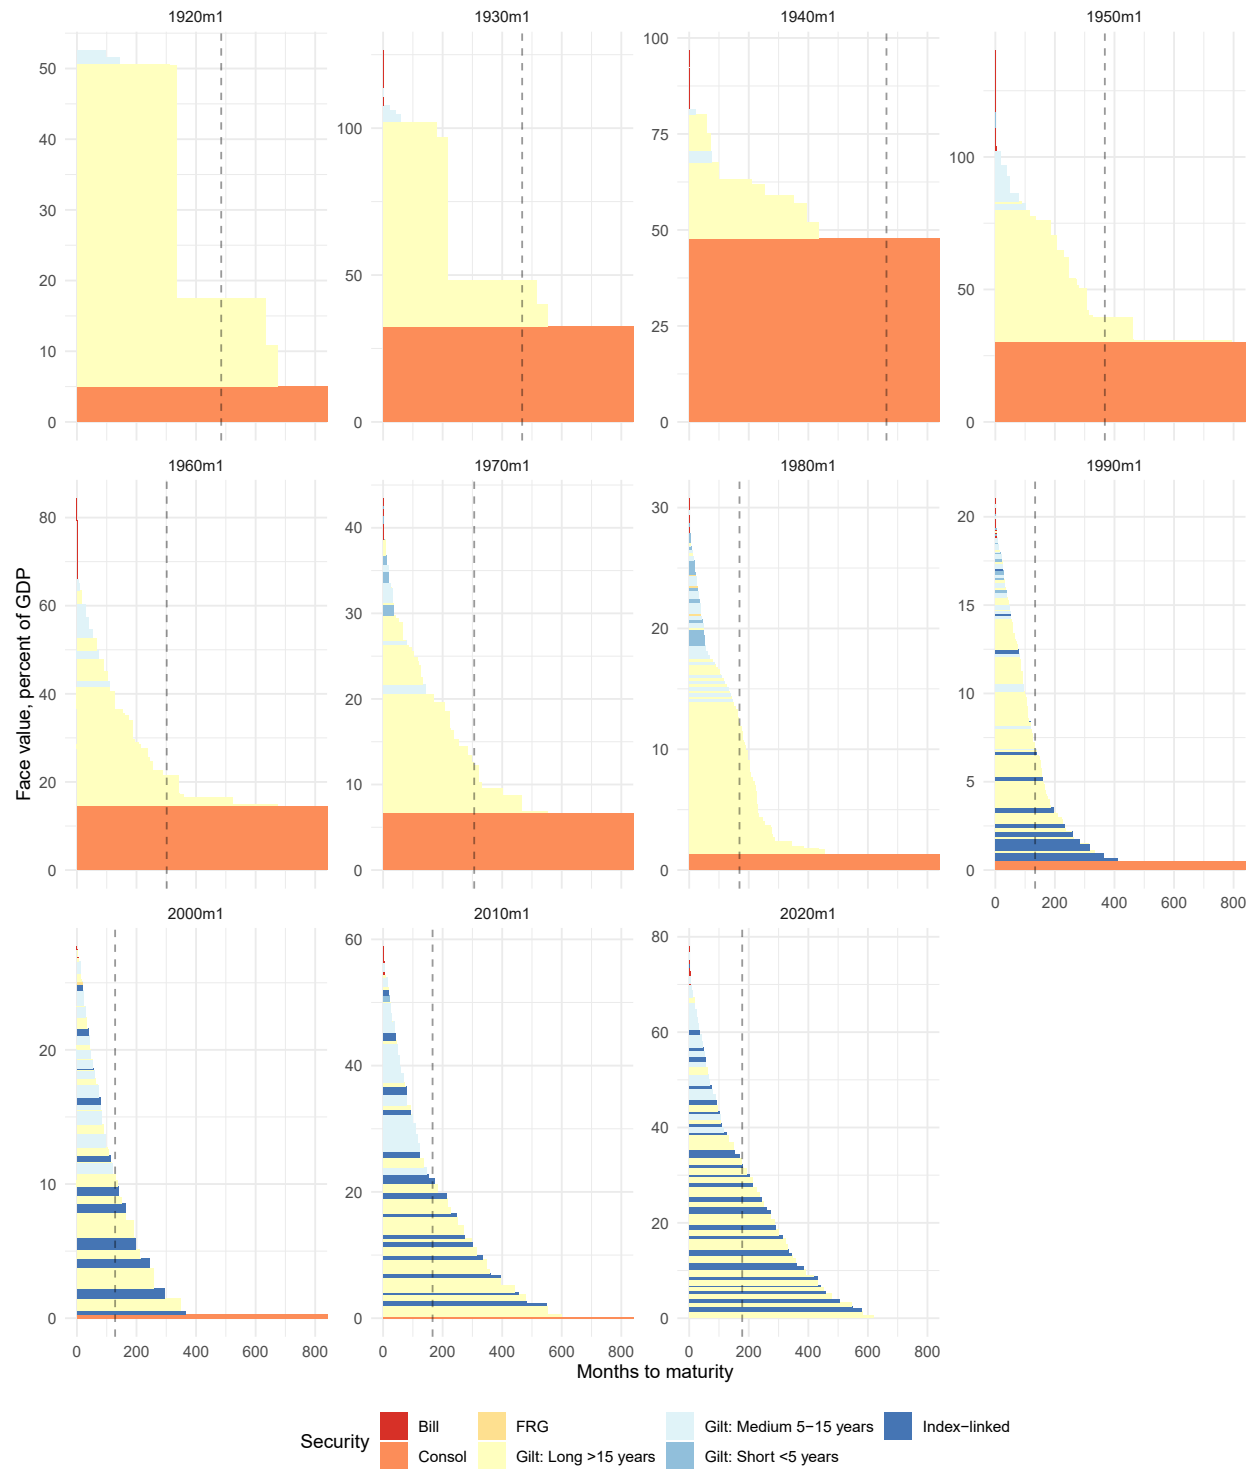 1920m1 1930m1 1940m1 1950m1
50 40 30 20 10 0
100 50 0
100 75 50 25 0
100 50 0
1960m1 1970m1 1980m1 1990m1
80 60 40 20 0
40 30 20 10 0
30 20 10 0
20 15 10 5 0
0 200 400 600 800
Face value, percent of GDP
2000m1 2010m1 2020m1
20 10 0
60 40 20 0
80 60 40 20 0
0 200 400 600 800 0 200 400 600 800 0 200 400 600 800
Months to maturity
Security
Bill FRG Gilt: Medium 5−15 years Index−linked
Consol Gilt: Long >15 years Gilt: Short <5 years